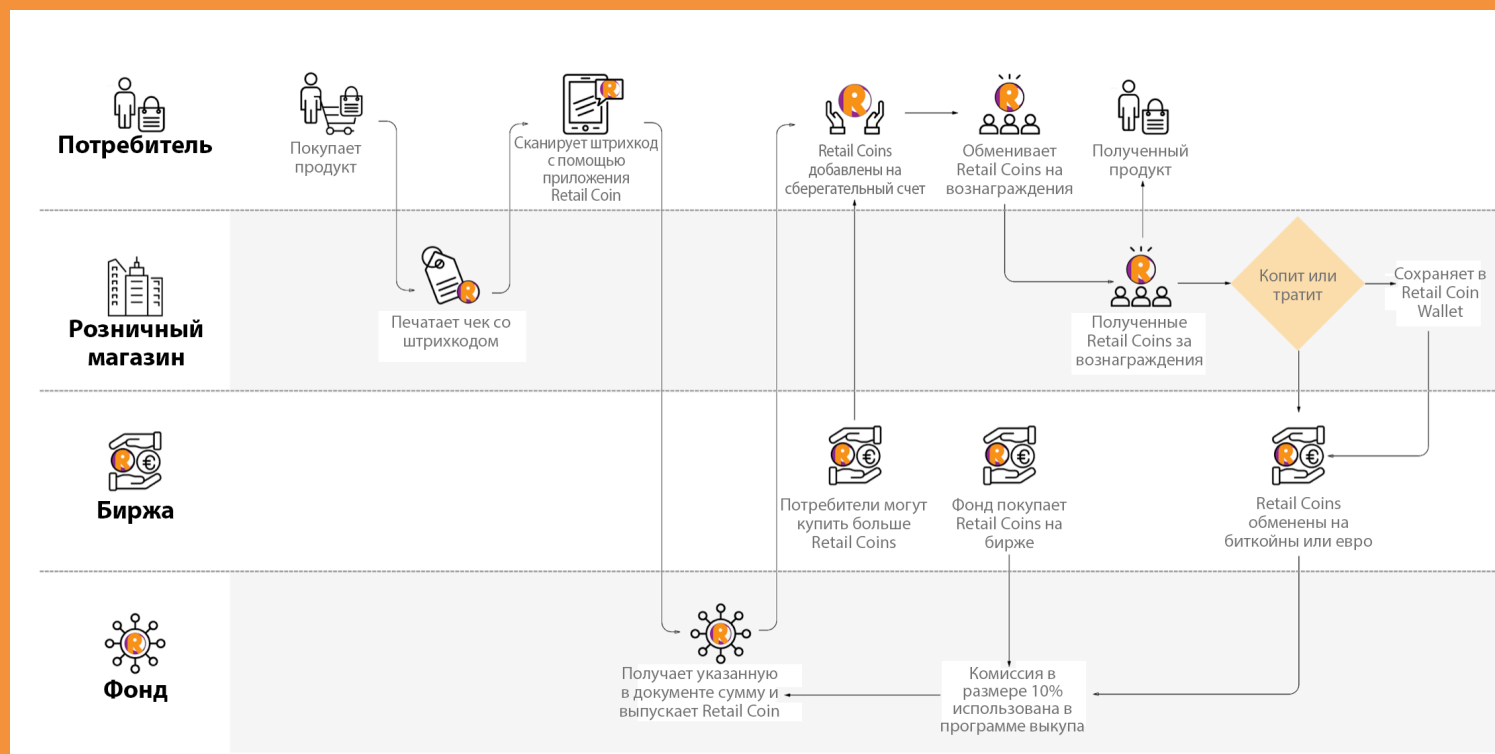 Потребитель
Покупает
продукт
Сканирует штрихкод
с помощью
приложения
Retail Coin
Retail Coins
добавлены на
сберегательный счет
Обменивает
Retail Coins на
вознаграждения
Полученный
продукт
Розничный
магазин
Печатает чек со
штрихкодом
Полученные
Retail Coins за
вознаграждения
Копит или
тратит
Сохраняет в
Retail Coin
Wallet
Биржа
Потребители могут
купить больше
Retail Coins
Фонд покупает
Retail Coins на
бирже
Retail Coins
обменены на
биткойны или евро
Фонд
Получает указанную
в документе сумму и
выпускает Retail Coin
Комиссия в
размере 10%
использована в
программе выкупа